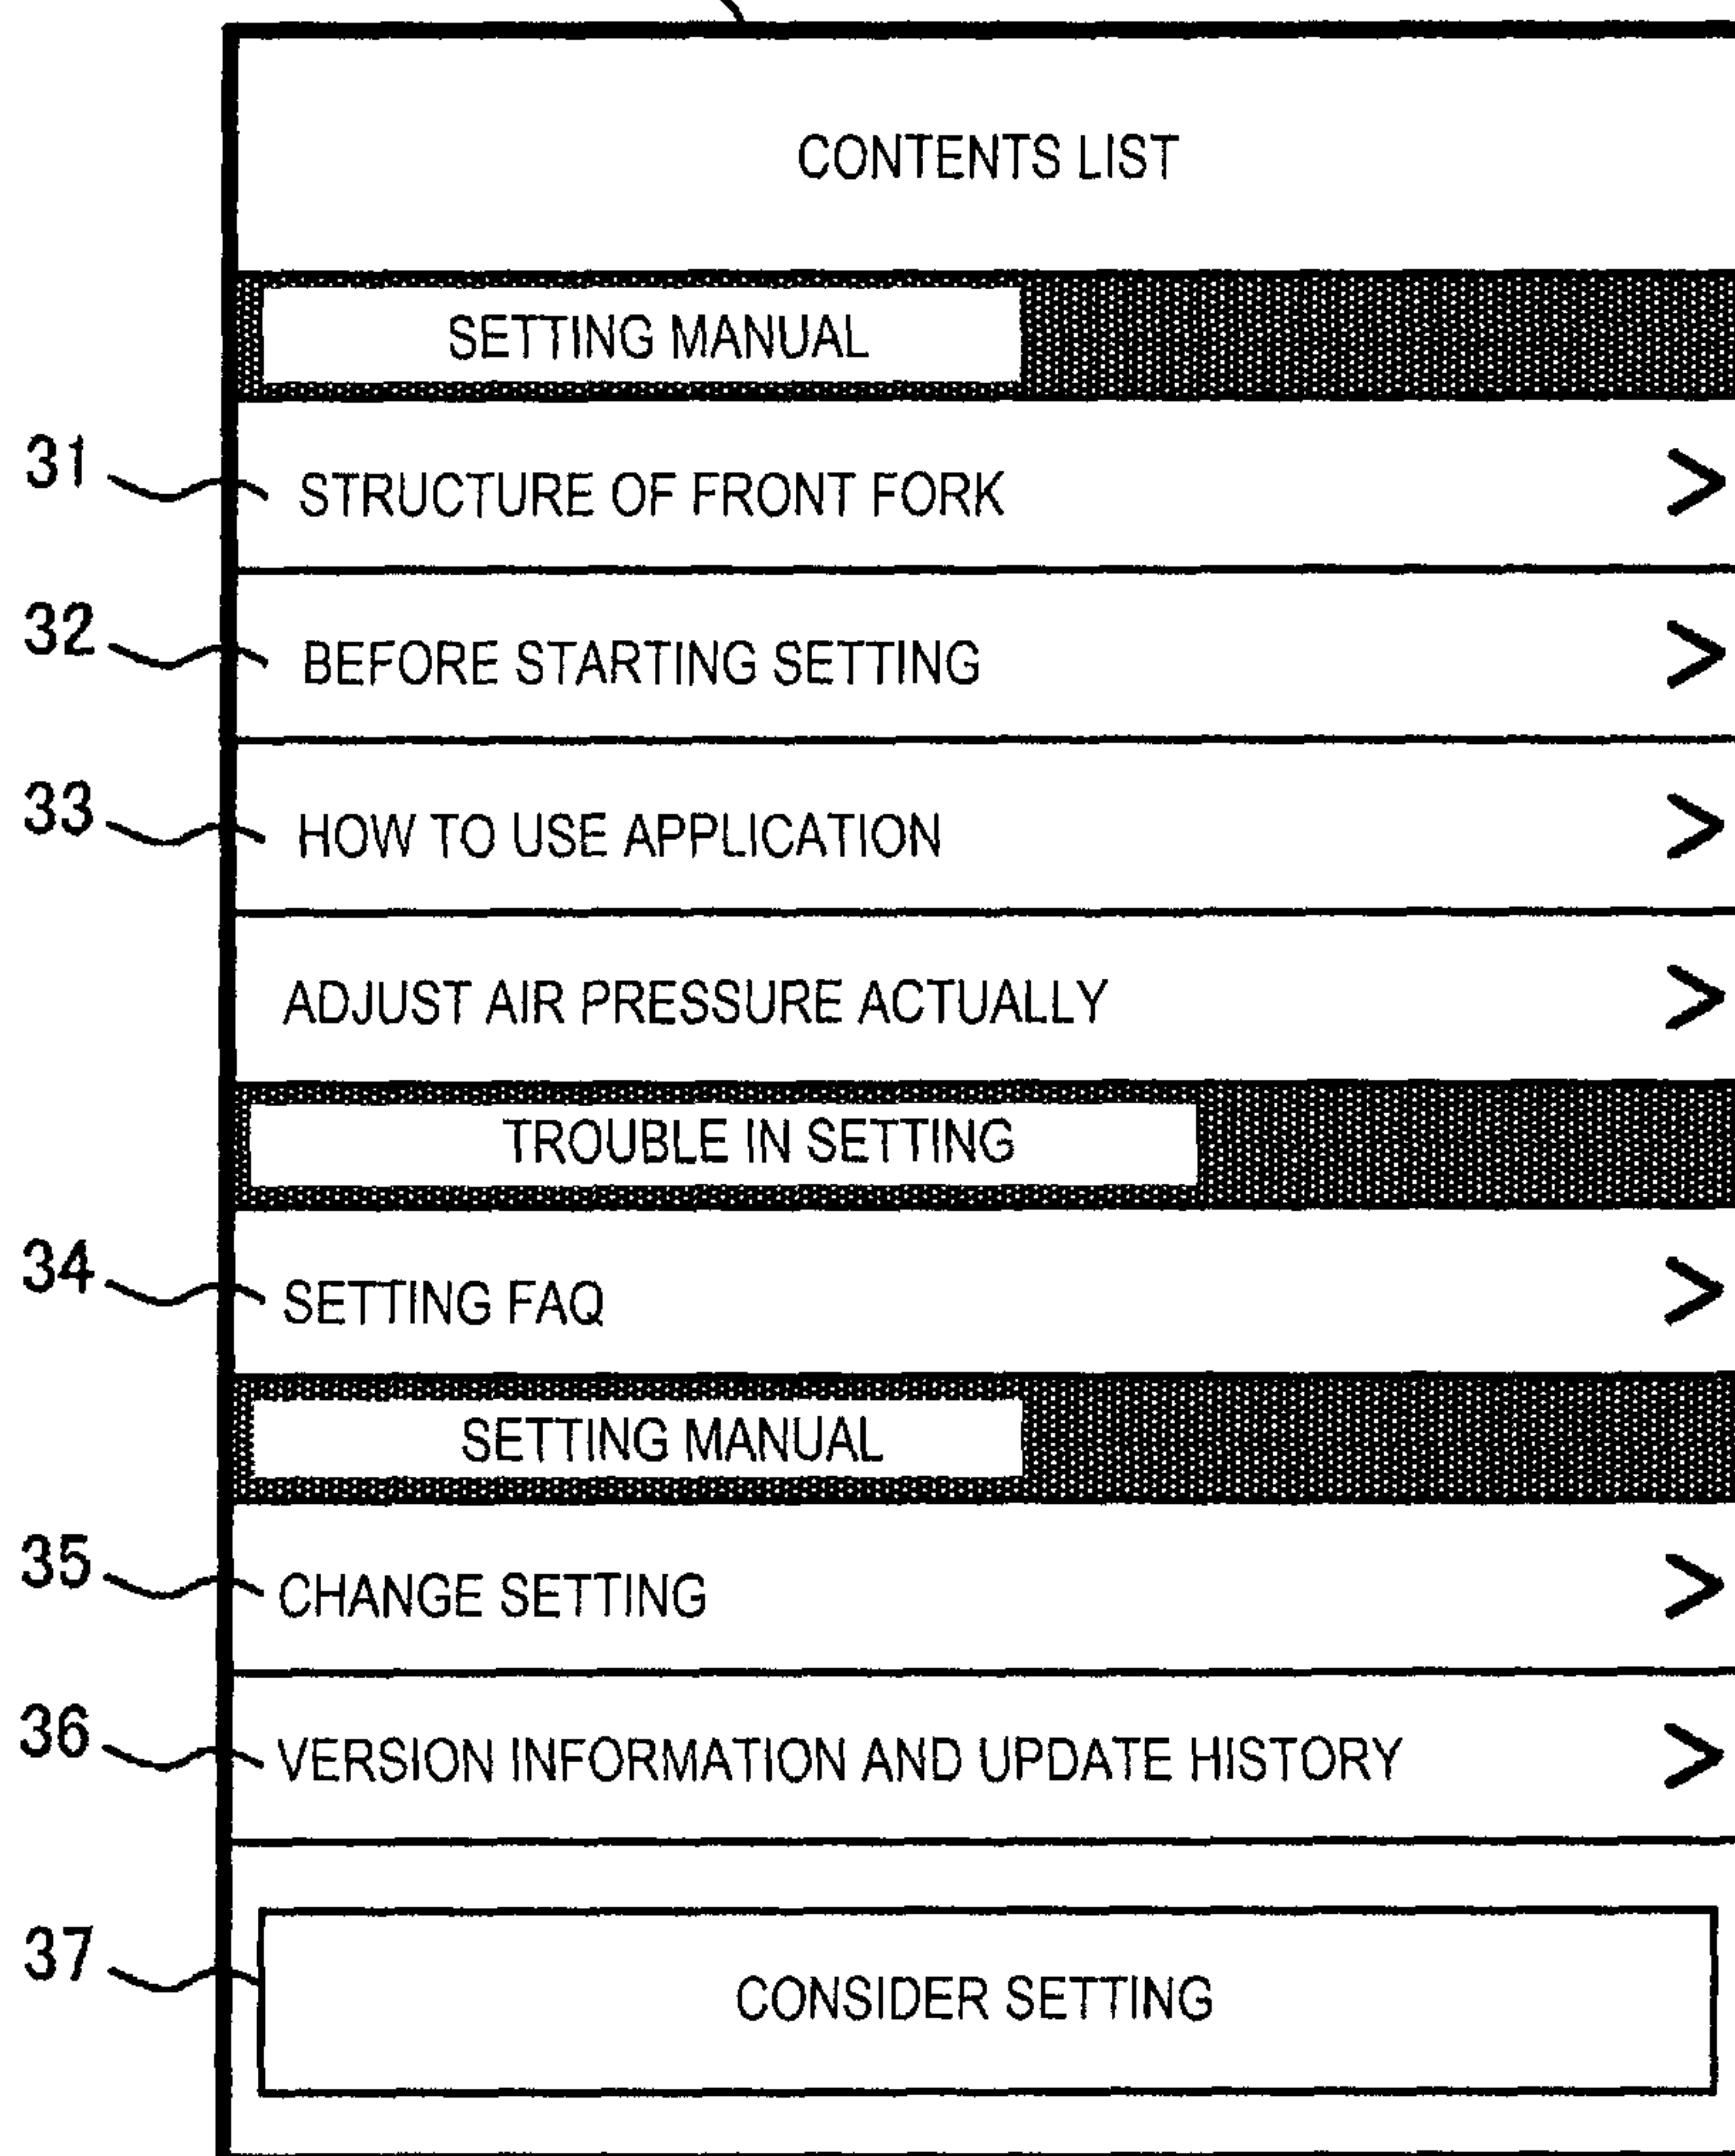 CONTENTS LIST
SETTING MANUAL
31 STRUCTURE OF FRONT FORK >
32 BEFORE STARTING SETTING >
33 HOW TO USE APPLICATION >
ADJUST AIR PRESSURE ACTUALLY >
TROUBLE IN SETTING
34 SETTING FAQ >
SETTING MANUAL
35 CHANGE SETTING >
36 VERSION INFORMATION AND UPDATE HISTORY >
37 CONSIDER SETTING